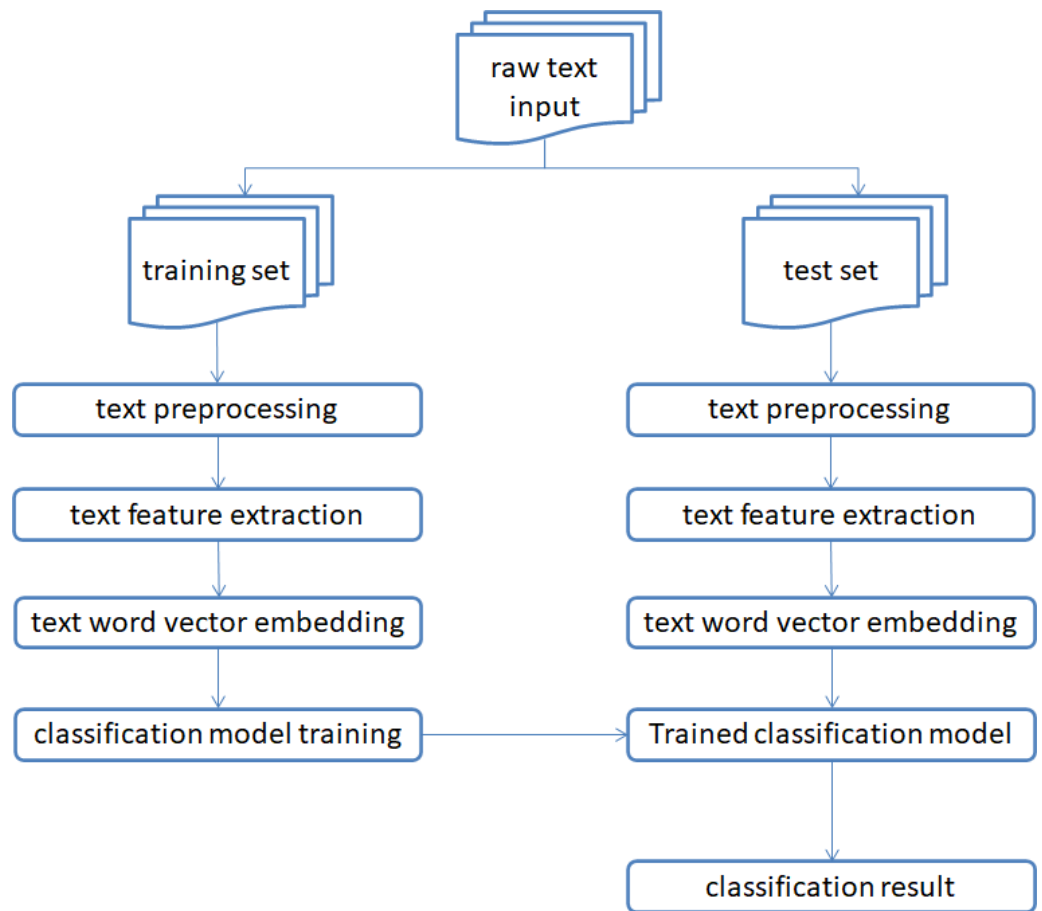 raw text
input
training set
test set
text preprocessing
text preprocessing
text feature extraction
text feature extraction
text word vector embedding
text word vector embedding
classification model training
Trained classification model
classification result